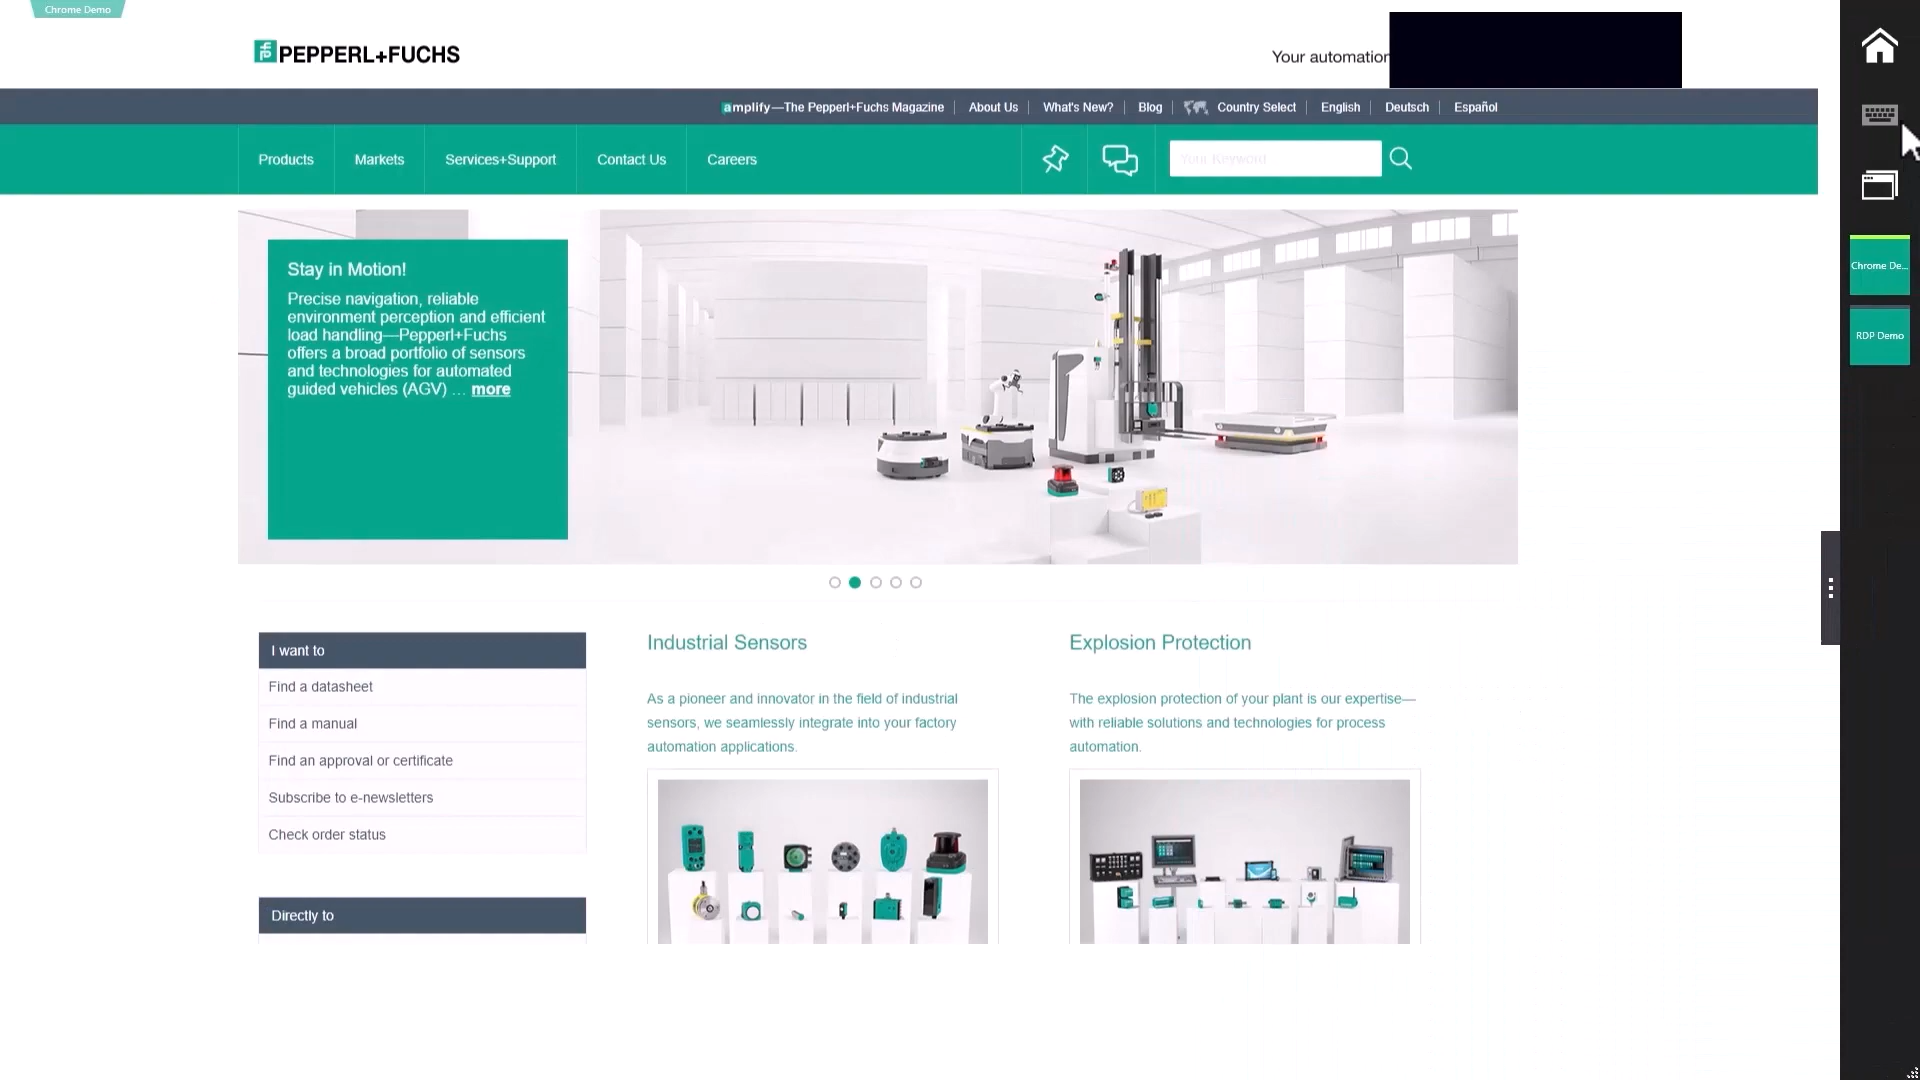 Chrome Demo
PEPPERL+FUCHS
Your automation
amplify—The Pepperl+Fuchs Magazine
About Us
What's New?
Blog
Country Select
English
Deutsch
Español
Products
Markets
Services+Support
Contact Us
Careers
Your Keyword
Stay in Motion!
Precise navigation, reliable
environment perception and efficient
load handling—Pepperl+Fuchs
offers a broad portfolio of sensors
and technologies for automated
guided vehicles (AGV) ... more
I want to
Find a datasheet
Find a manual
Find an approval or certificate
Subscribe to e-newsletters
Check order status
Directly to
Industrial Sensors
As a pioneer and innovator in the field of industrial
sensors, we seamlessly integrate into your factory
automation applications.
Explosion Protection
The explosion protection of your plant is our expertise—
with reliable solutions and technologies for process
automation.
Chrome De...
RDP Demo